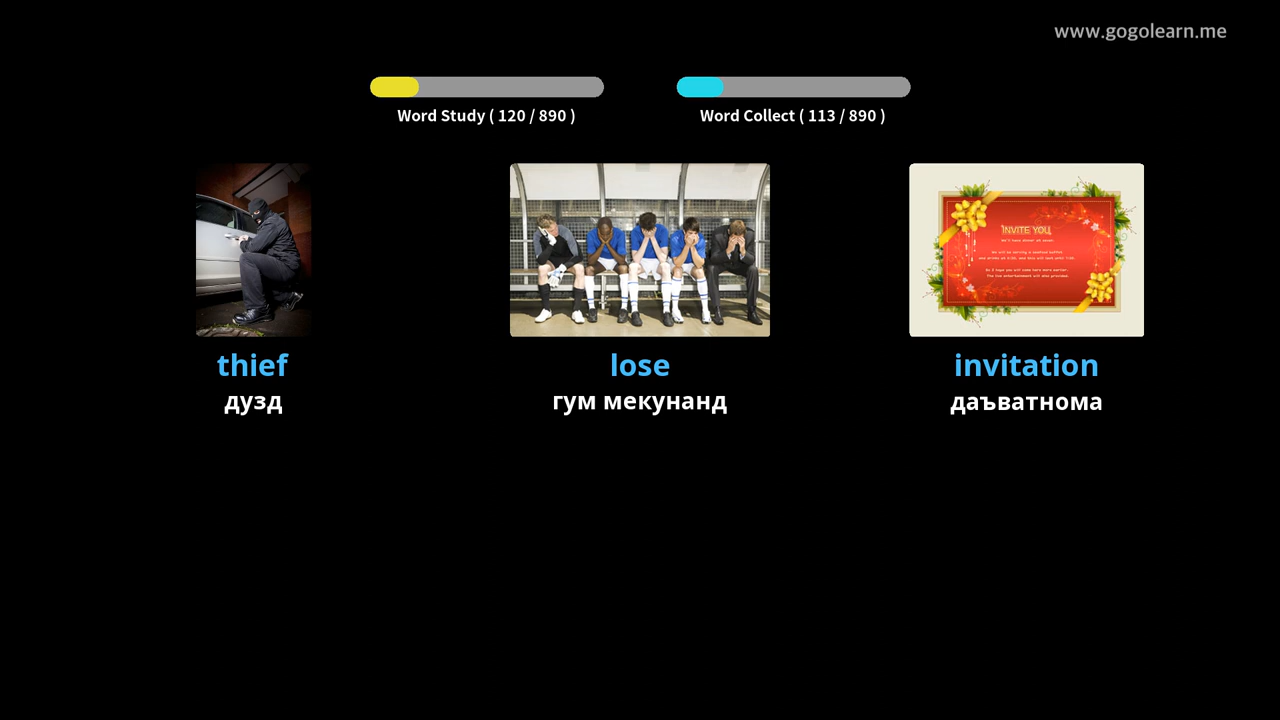 www.gogolearn.me
Word Study ( 120 / 890 )
Word Collect ( 113 / 890 )
INVITE YOU
thief
lose
invitation
дузд
гум мекунанд
даъватнома